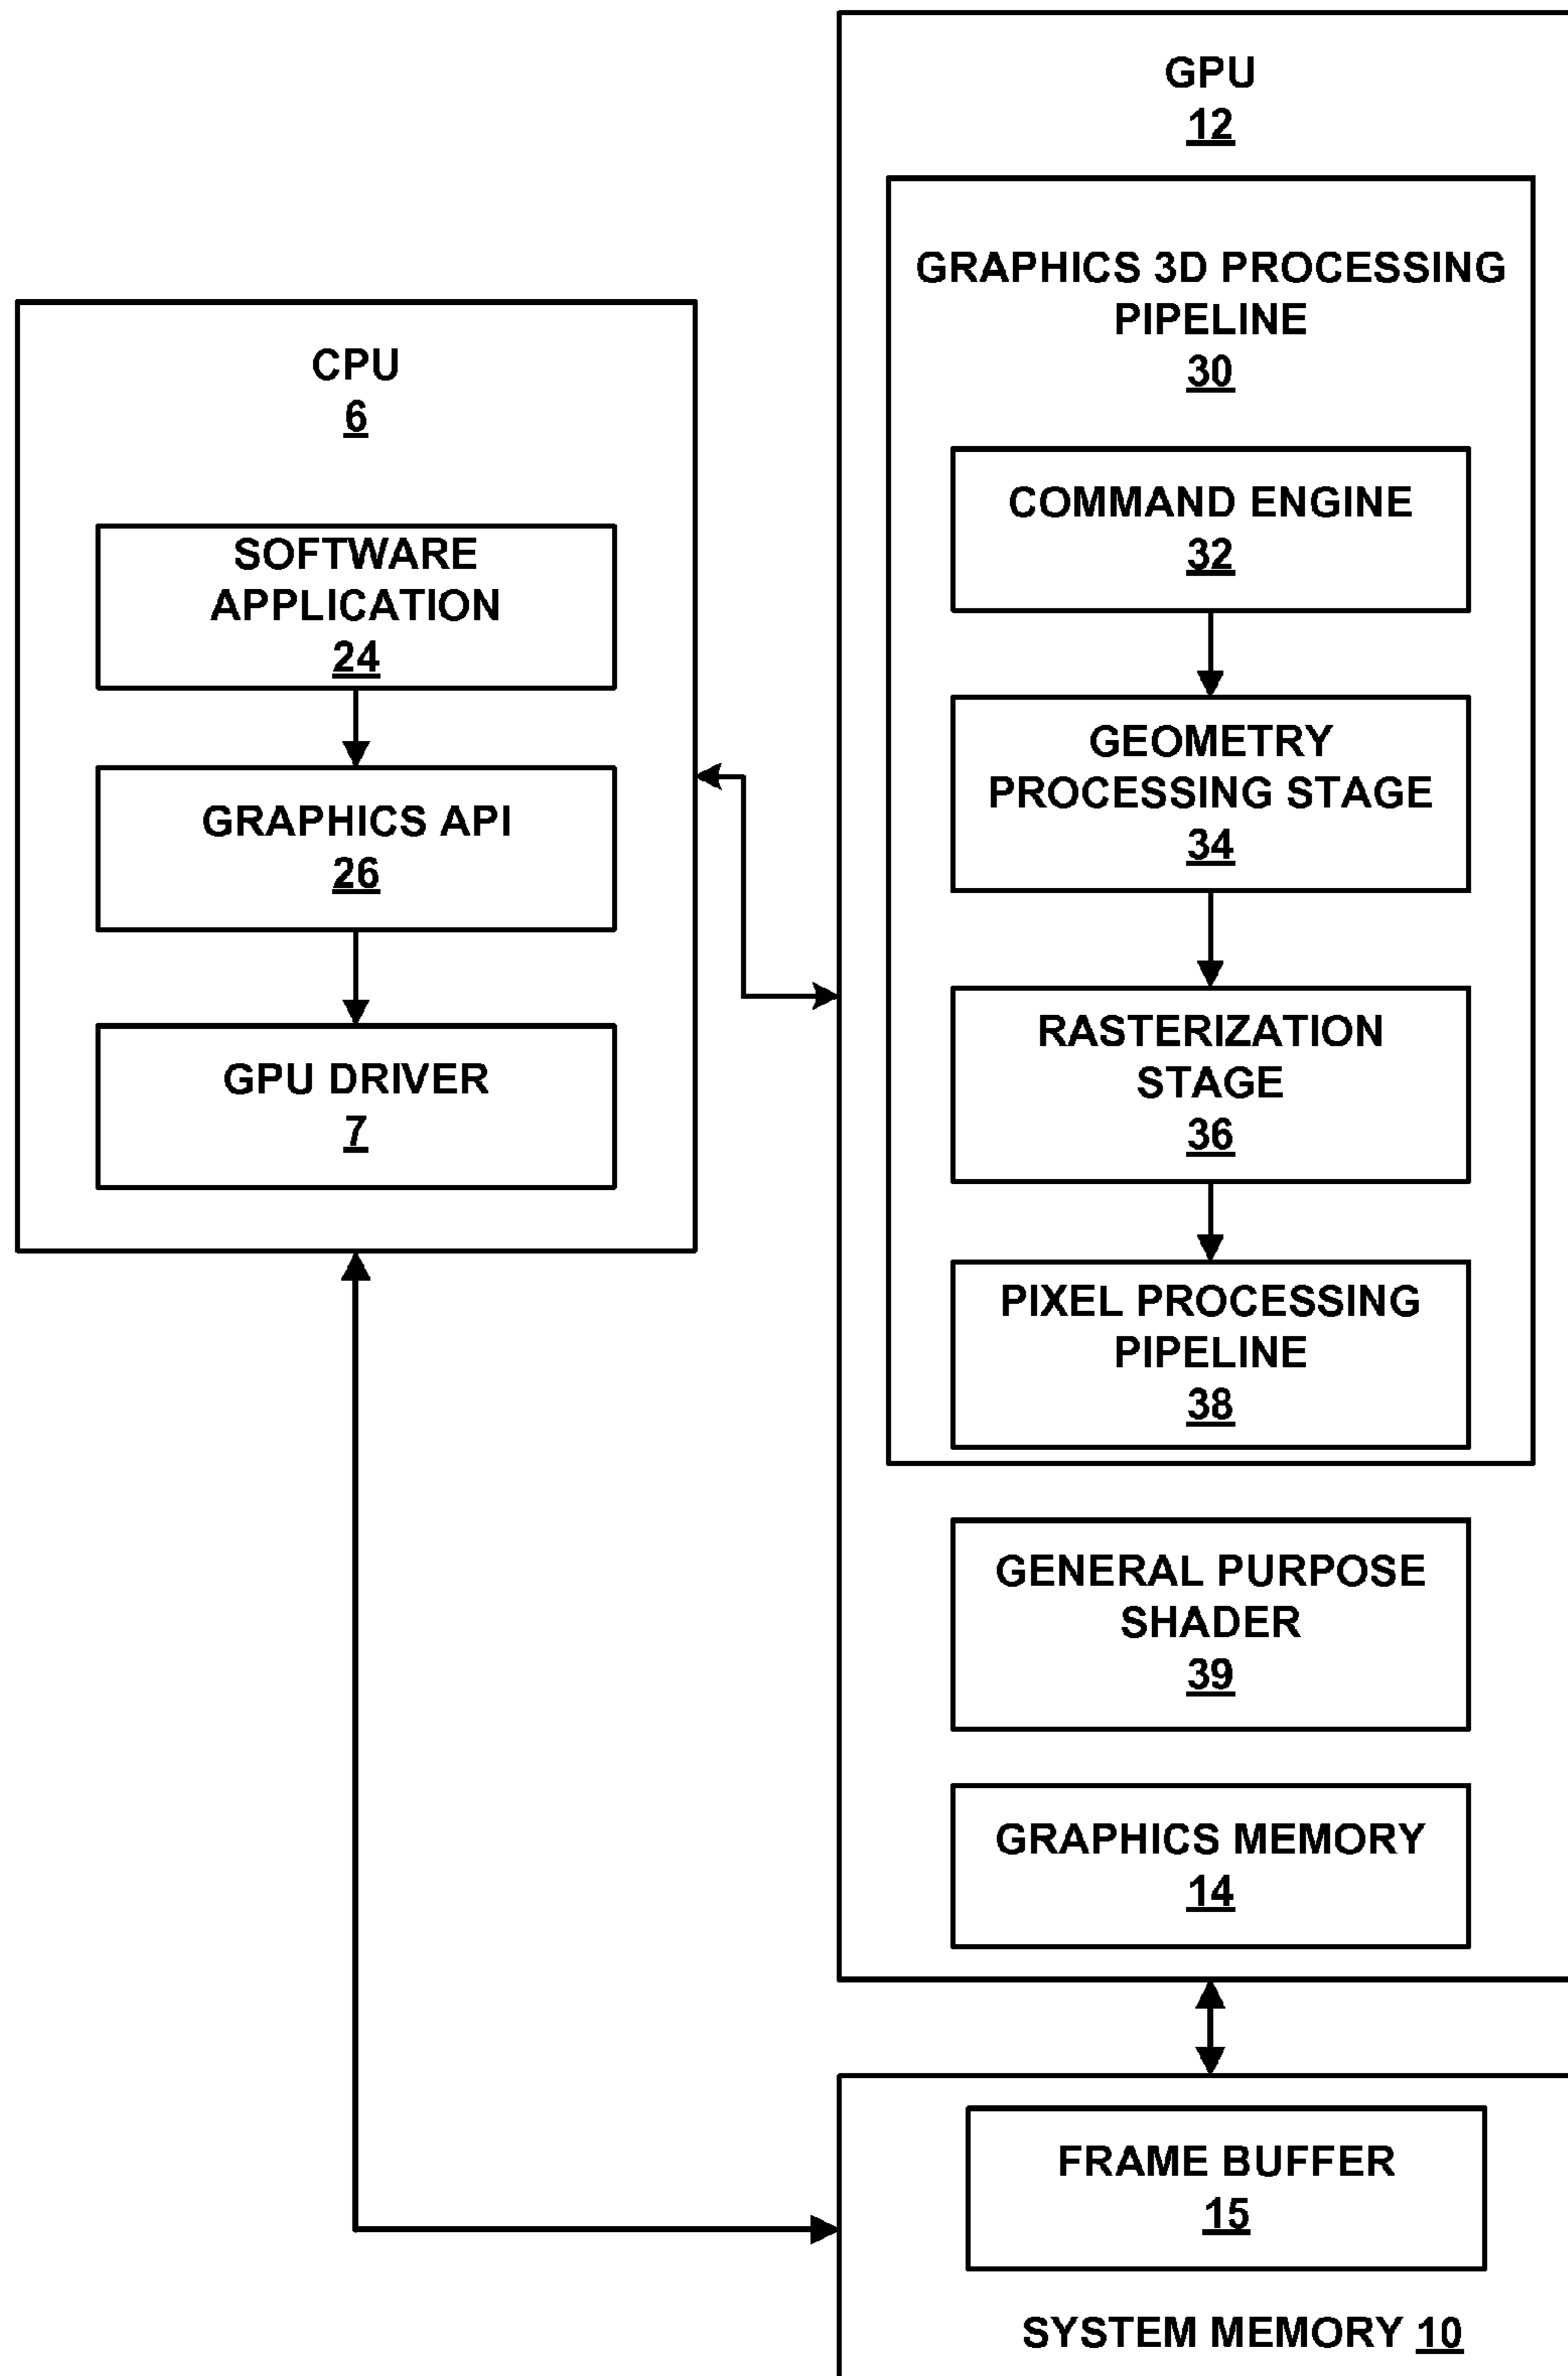 CPU
6
SOFTWARE
APPLICATION
24
GRAPHICS API
26
GPU DRIVER
7
GPU
12
GRAPHICS 3D PROCESSING
PIPELINE
30
COMMAND ENGINE
32
GEOMETRY
PROCESSING STAGE
34
RASTERIZATION
STAGE
36
PIXEL PROCESSING
PIPELINE
38
GENERAL PURPOSE
SHADER
39
GRAPHICS MEMORY
14
FRAME BUFFER
15
SYSTEM MEMORY 10